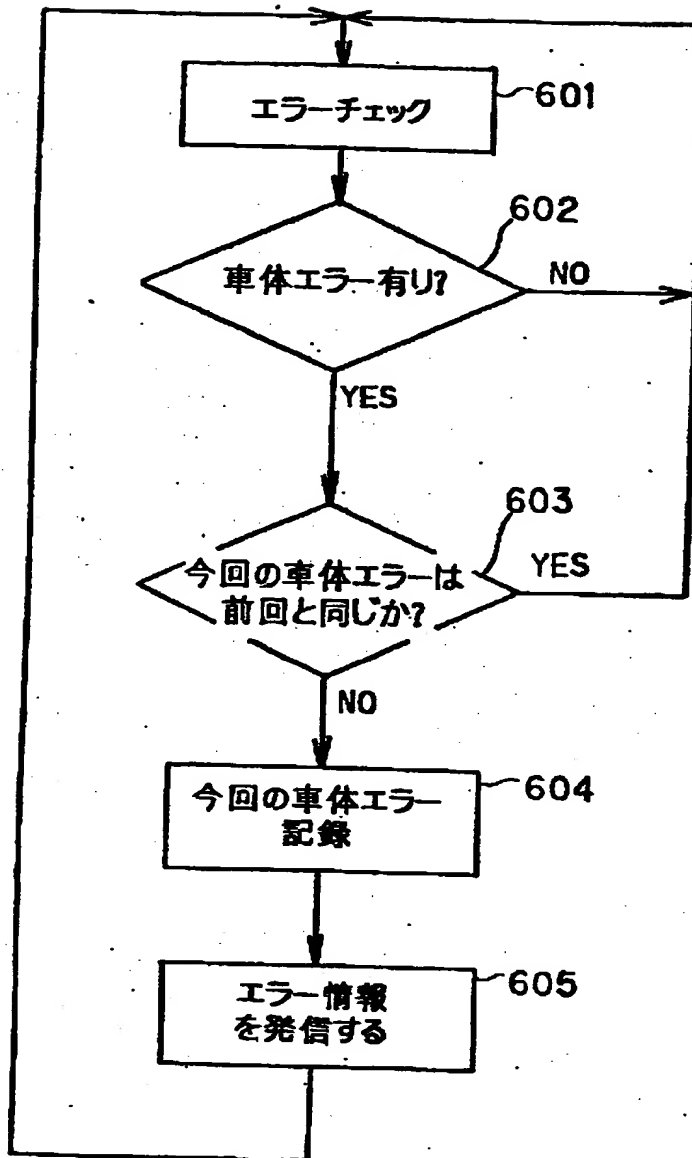 エラーチェック
601
602
車体エラー有り?
NO
YES
603
今回の車体エラーは
前回と同じか?
YES
NO
今回の車体エラー
記録
604
エラー情報
を発信する
605